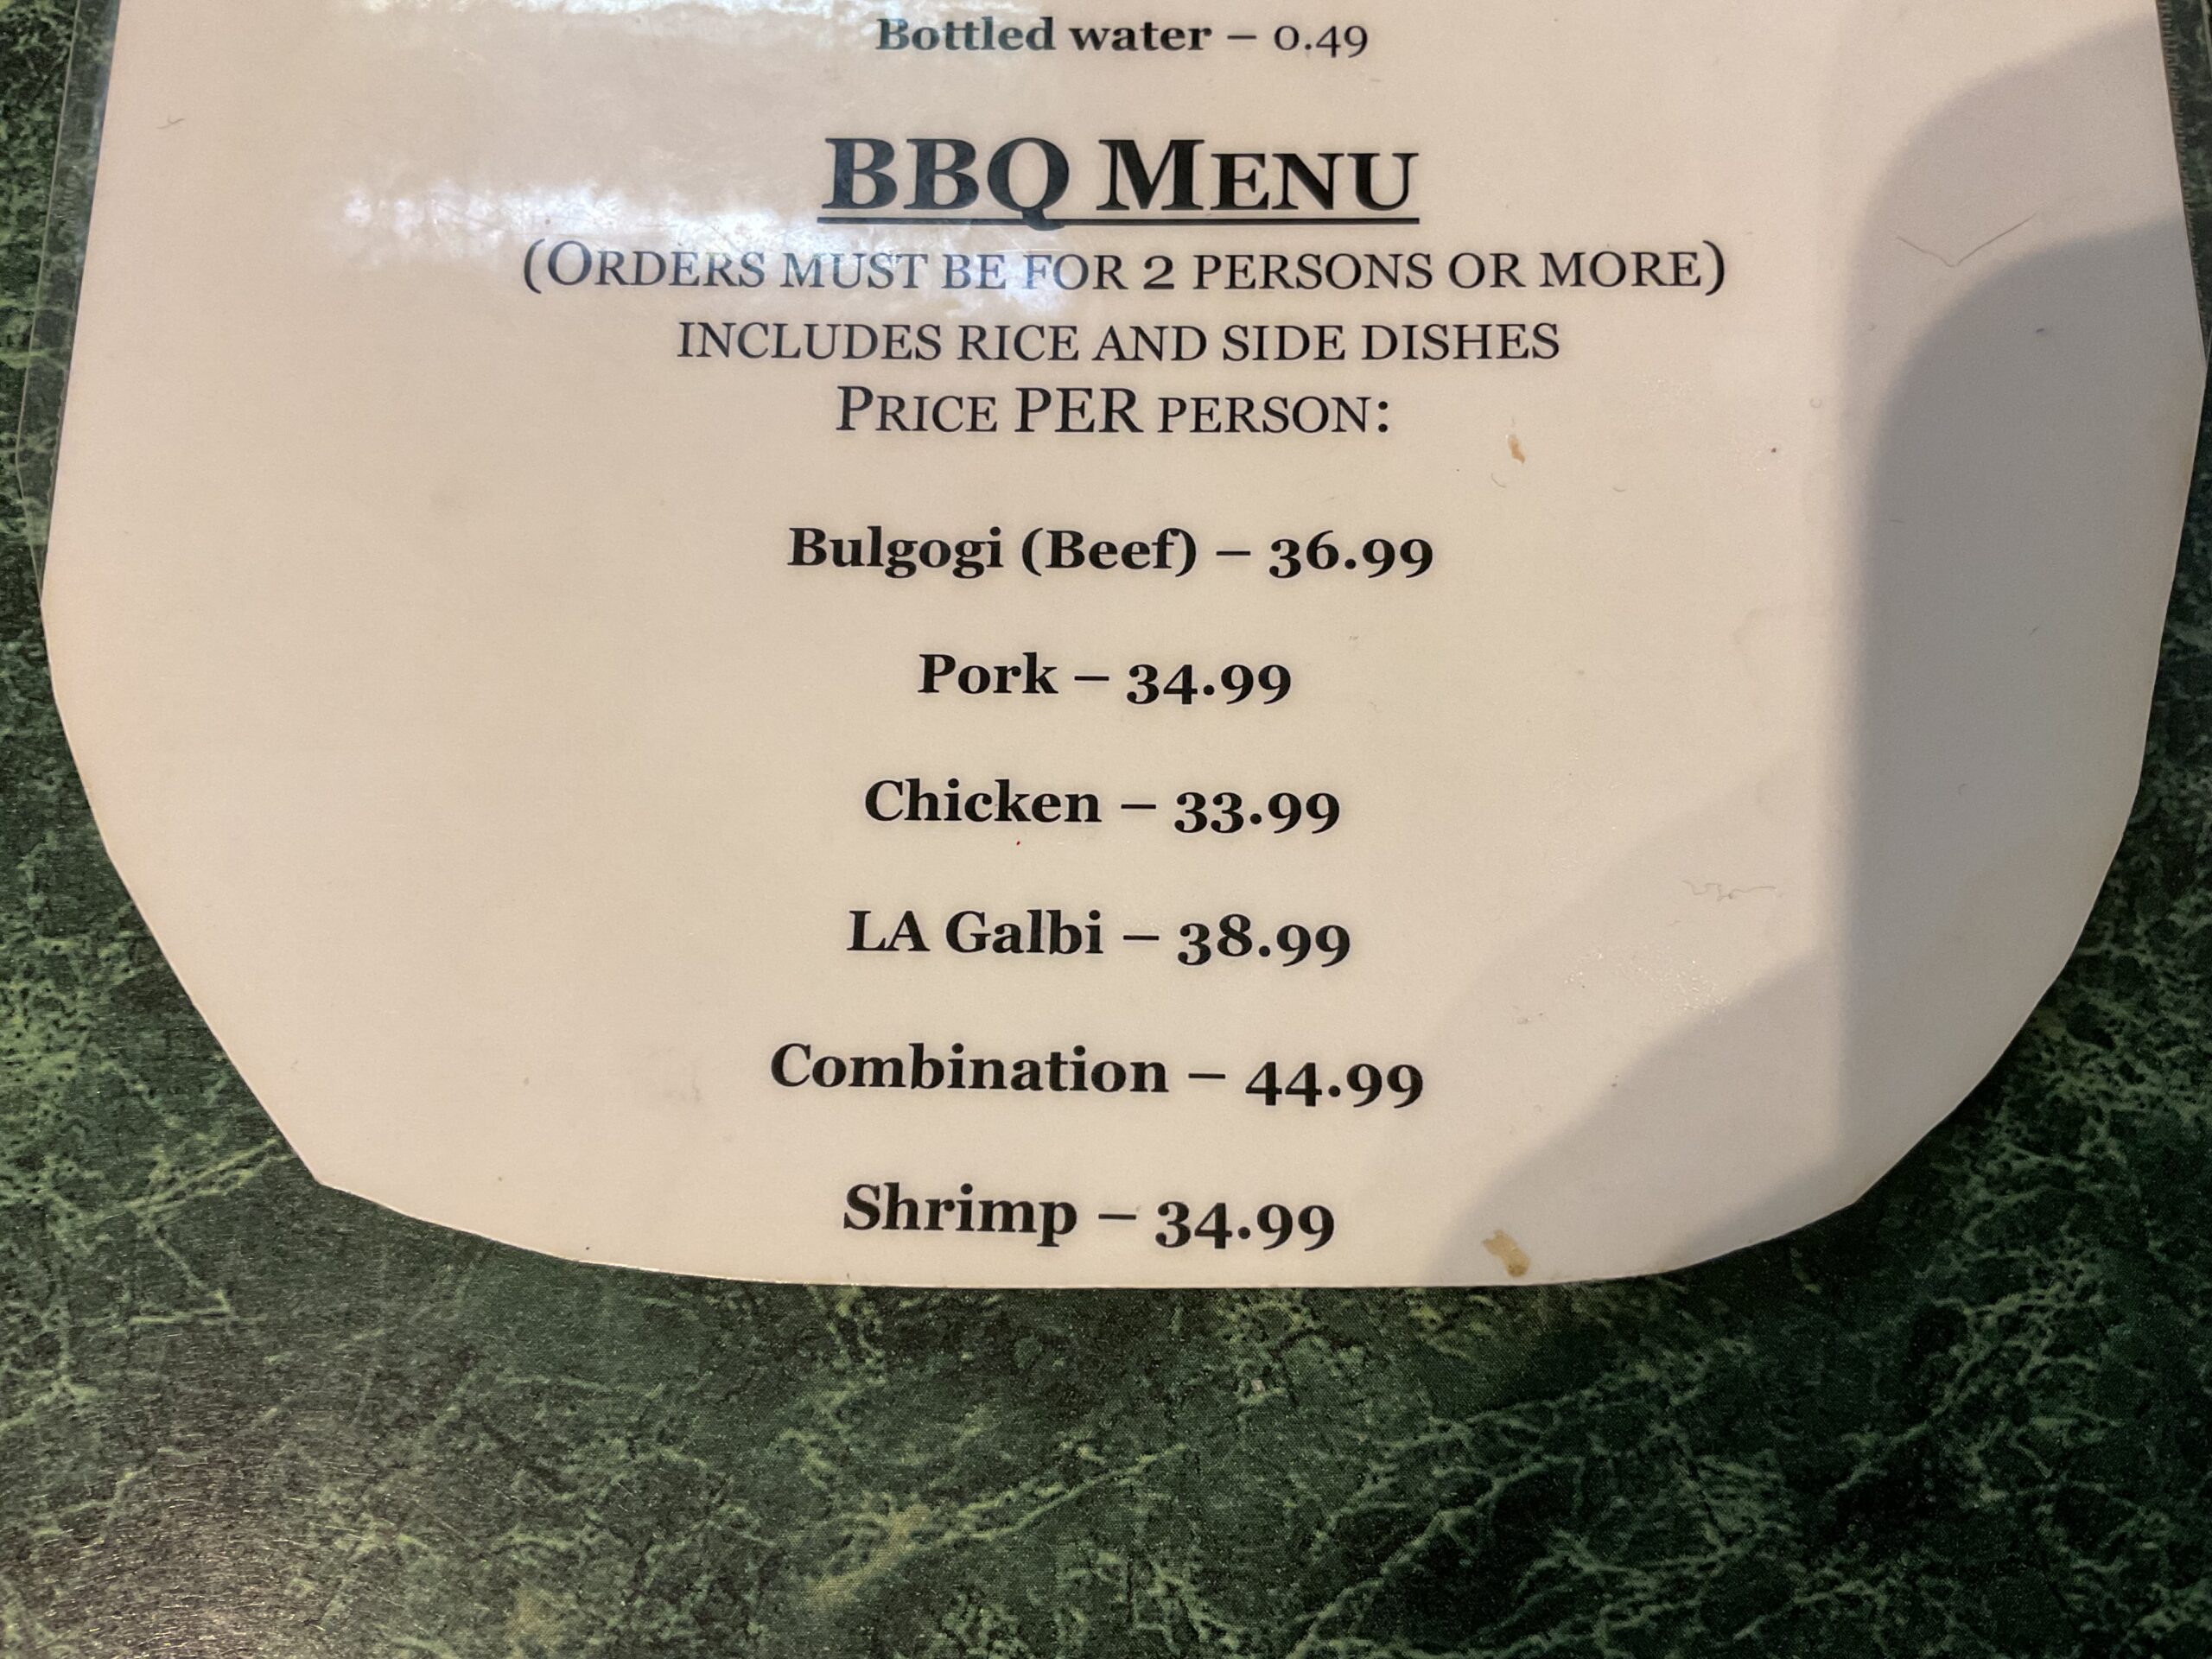 Bottled water – 0.49
BBQ MENU
(ORDERS MUST BE FOR 2 PERSONS OR MORE)
INCLUDES RICE AND SIDE DISHES
PRICE PER PERSON:
Bulgogi (Beef) – 36.99
Pork – 34.99
Chicken – 33.99
LA Galbi – 38.99
Combination – 44.99
Shrimp – 34.99